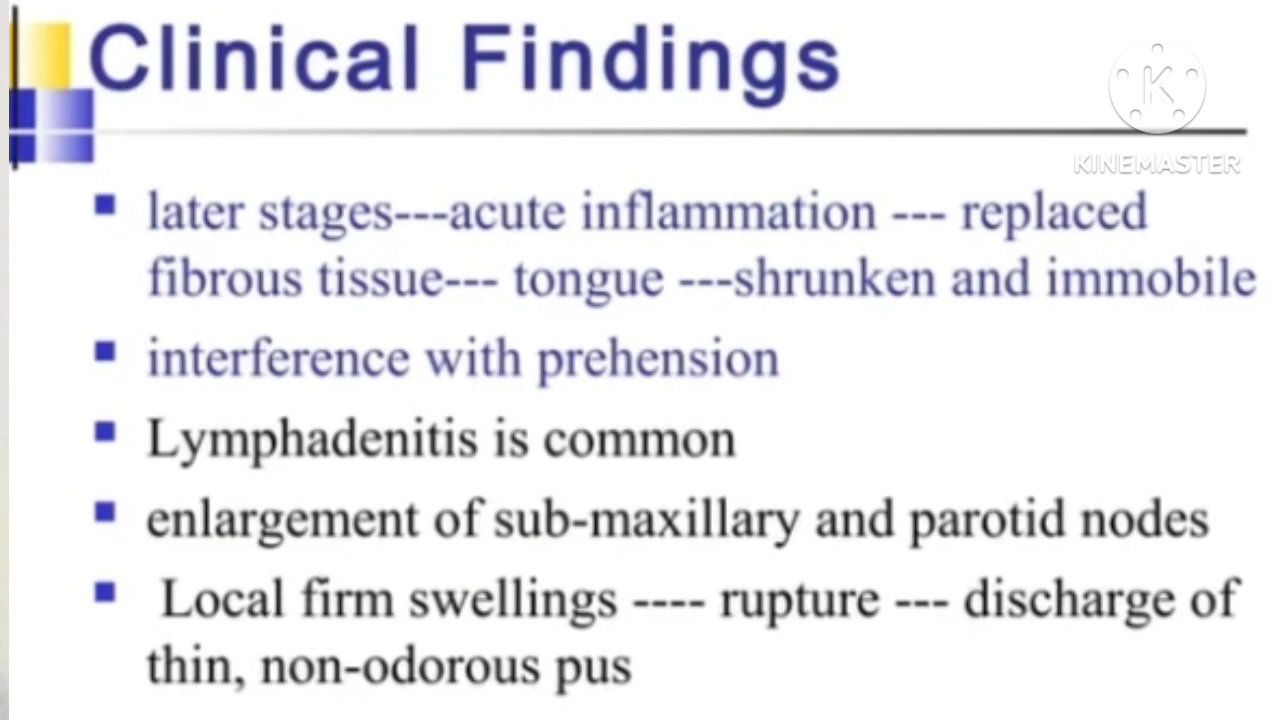 Clinical Findings
K
KINEMASTER
later stages---acute inflammation --- replaced
fibrous tissue--- tongue ---shrunken and immobile
interference with prehension
Lymphadenitis is common
enlargement of sub-maxillary and parotid nodes
Local firm swellings ---- rupture --- discharge of
thin, non-odorous pus